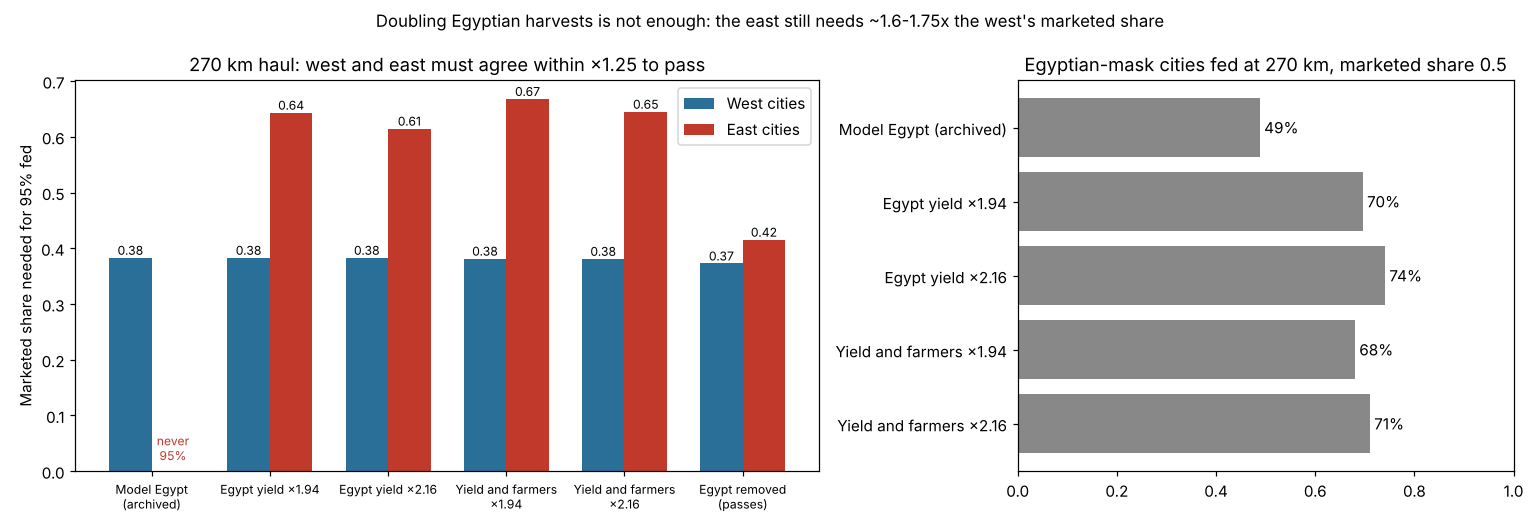 Doubling Egyptian harvests is not enough: the east still needs ~1.6-1.75x the west's marketed share
270 km haul: west and east must agree within ×1.25 to pass
Marketed share needed for 95% fed
0.7
0.6
0.5
0.4
0.3
0.2
0.1
0.0
West cities
East cities
0.38
never
95%
0.38
0.64
0.38
0.61
0.38
0.67
0.38
0.65
0.37
0.42
Model Egypt
(archived)
Egypt yield ×1.94
Egypt yield ×2.16
Yield and farmers
×1.94
Yield and farmers
×2.16
Egypt removed
(passes)
Egyptian-mask cities fed at 270 km, marketed share 0.5
Model Egypt (archived)
49%
Egypt yield ×1.94
70%
Egypt yield ×2.16
74%
Yield and farmers ×1.94
68%
Yield and farmers ×2.16
71%
0.0
0.2
0.4
0.6
0.8
1.0